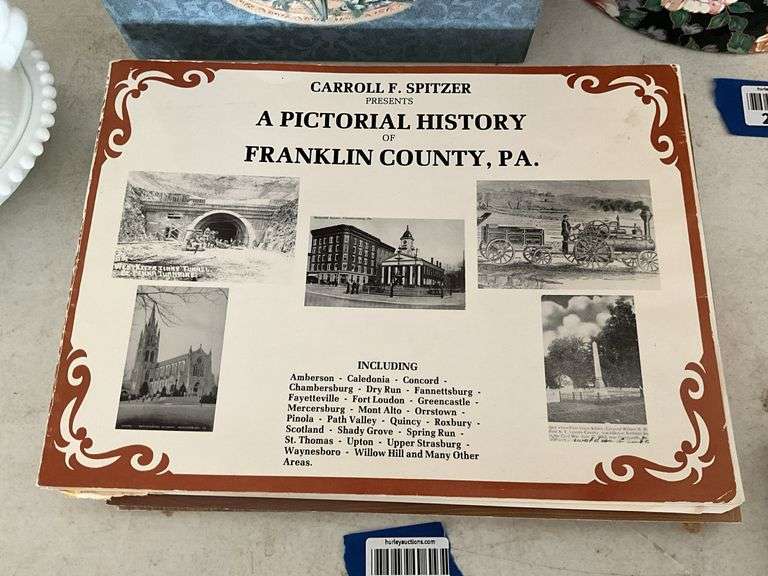 CARROLL F. SPITZER
PRESENTS
A PICTORIAL HISTORY
OF
FRANKLIN COUNTY, PA.
INCLUDING
Amberson - Caledonia - Concord -
Chambersburg - Dry Run - Fannettsburg -
Fayetteville - Fort Loudon - Greencastle -
Mercersburg - Mont Alto - Orrstown -
Pinola - Path Valley - Quincy - Roxbury -
Scotland - Shady Grove - Spring Run -
St. Thomas - Upton - Upper Strasburg -
Waynesboro - Willow Hill and Many Other
Areas.
hurleyauctions.com